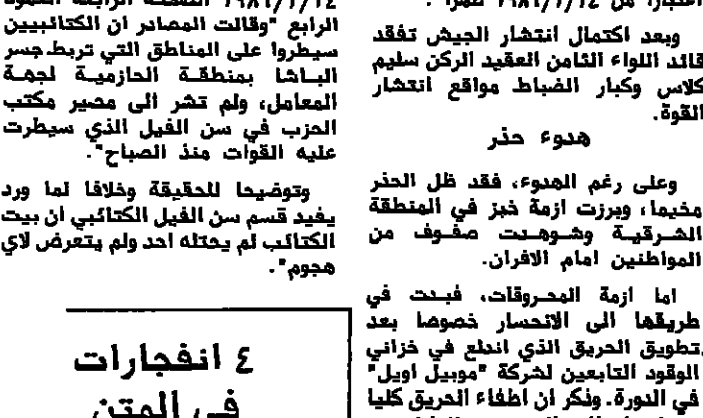 اعتبارا من ١٩٨٦/١/١٤ ظهرا".
وبعد اكتمال انتشار الجيش تفقد
قائد اللواء الثامن العقيد الركن سليم
كلاس وكبار الضباط مواقع انتشار
القوة.
هدوء حذر
وعلى رغم الهدوء، فقد ظل الحذر
مخيما، وبرزت ازمة خبز في المنطقة
الشرقية وشوهدت صفوف من
المواطنين امام الافران.
اما ازمة المحروقات، فبدت في
طريقها الى الانحسار خصوصا بعد
تطويق الحريق الذي اندلع في خزاني
الوقود التابعين لشركة "موبيل اويل"
في الدورة. وذكر ان اطفاء الحريق كليا
١٩٨٦/١/١٤ الرابعة
الرابع "وقالت المصادر ان الكتائبيين
سيطروا على المناطق التي تربط جسر
الباشا بمنطقة الحازمية لجهة
المعامل، ولم تشر الى مصير مكتب
الحزب في سن الفيل الذي سيطرت
عليه القوات منذ الصباح".
وتوضيحا للحقيقة وخلافا لما ورد
يفيد قسم سن الفيل الكتائبي ان بيت
الكتائب لم يحتله احد ولم يتعرض لاي
هجوم".
٤ انفجارات
في المتن